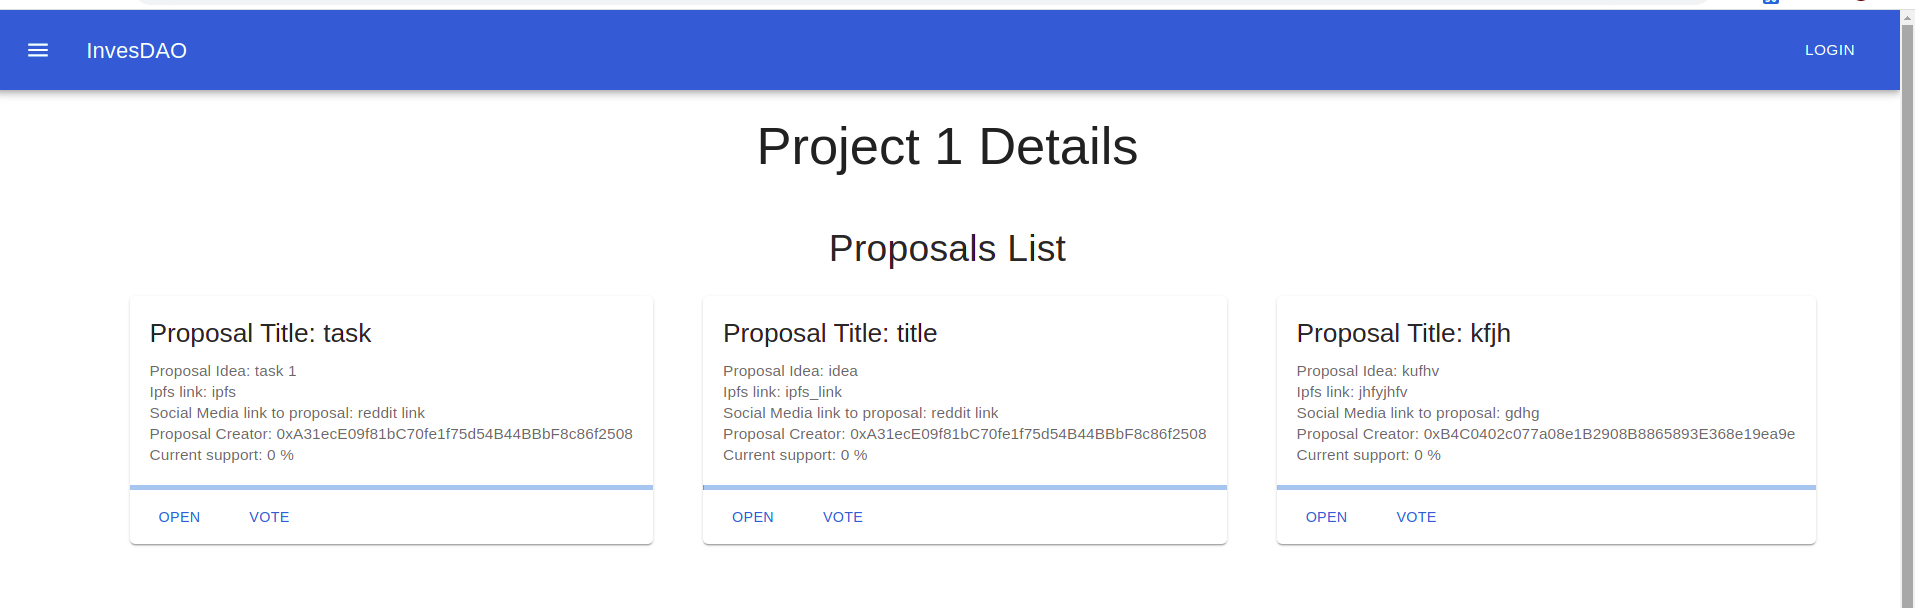 InvesDAO
LOGIN
Project 1 Details
Proposals List
Proposal Title: task
Proposal Idea: task 1
Ipfs link: ipfs
Social Media link to proposal: reddit link
Proposal Creator: 0xA31ecE09f81bC70fe1f75d54B44BBbF8c86f2508
Current support: 0 %
OPEN VOTE
Proposal Title: title
Proposal Idea: idea
Ipfs link: ipfs_link
Social Media link to proposal: reddit link
Proposal Creator: 0xA31ecE09f81bC70fe1f75d54B44BBbF8c86f2508
Current support: 0 %
OPEN VOTE
Proposal Title: kfjh
Proposal Idea: kufhv
Ipfs link: jhfyjhfv
Social Media link to proposal: gdhg
Proposal Creator: 0xB4C0402c077a08e1B2908B8865893E368e19ea9e
Current support: 0 %
OPEN VOTE